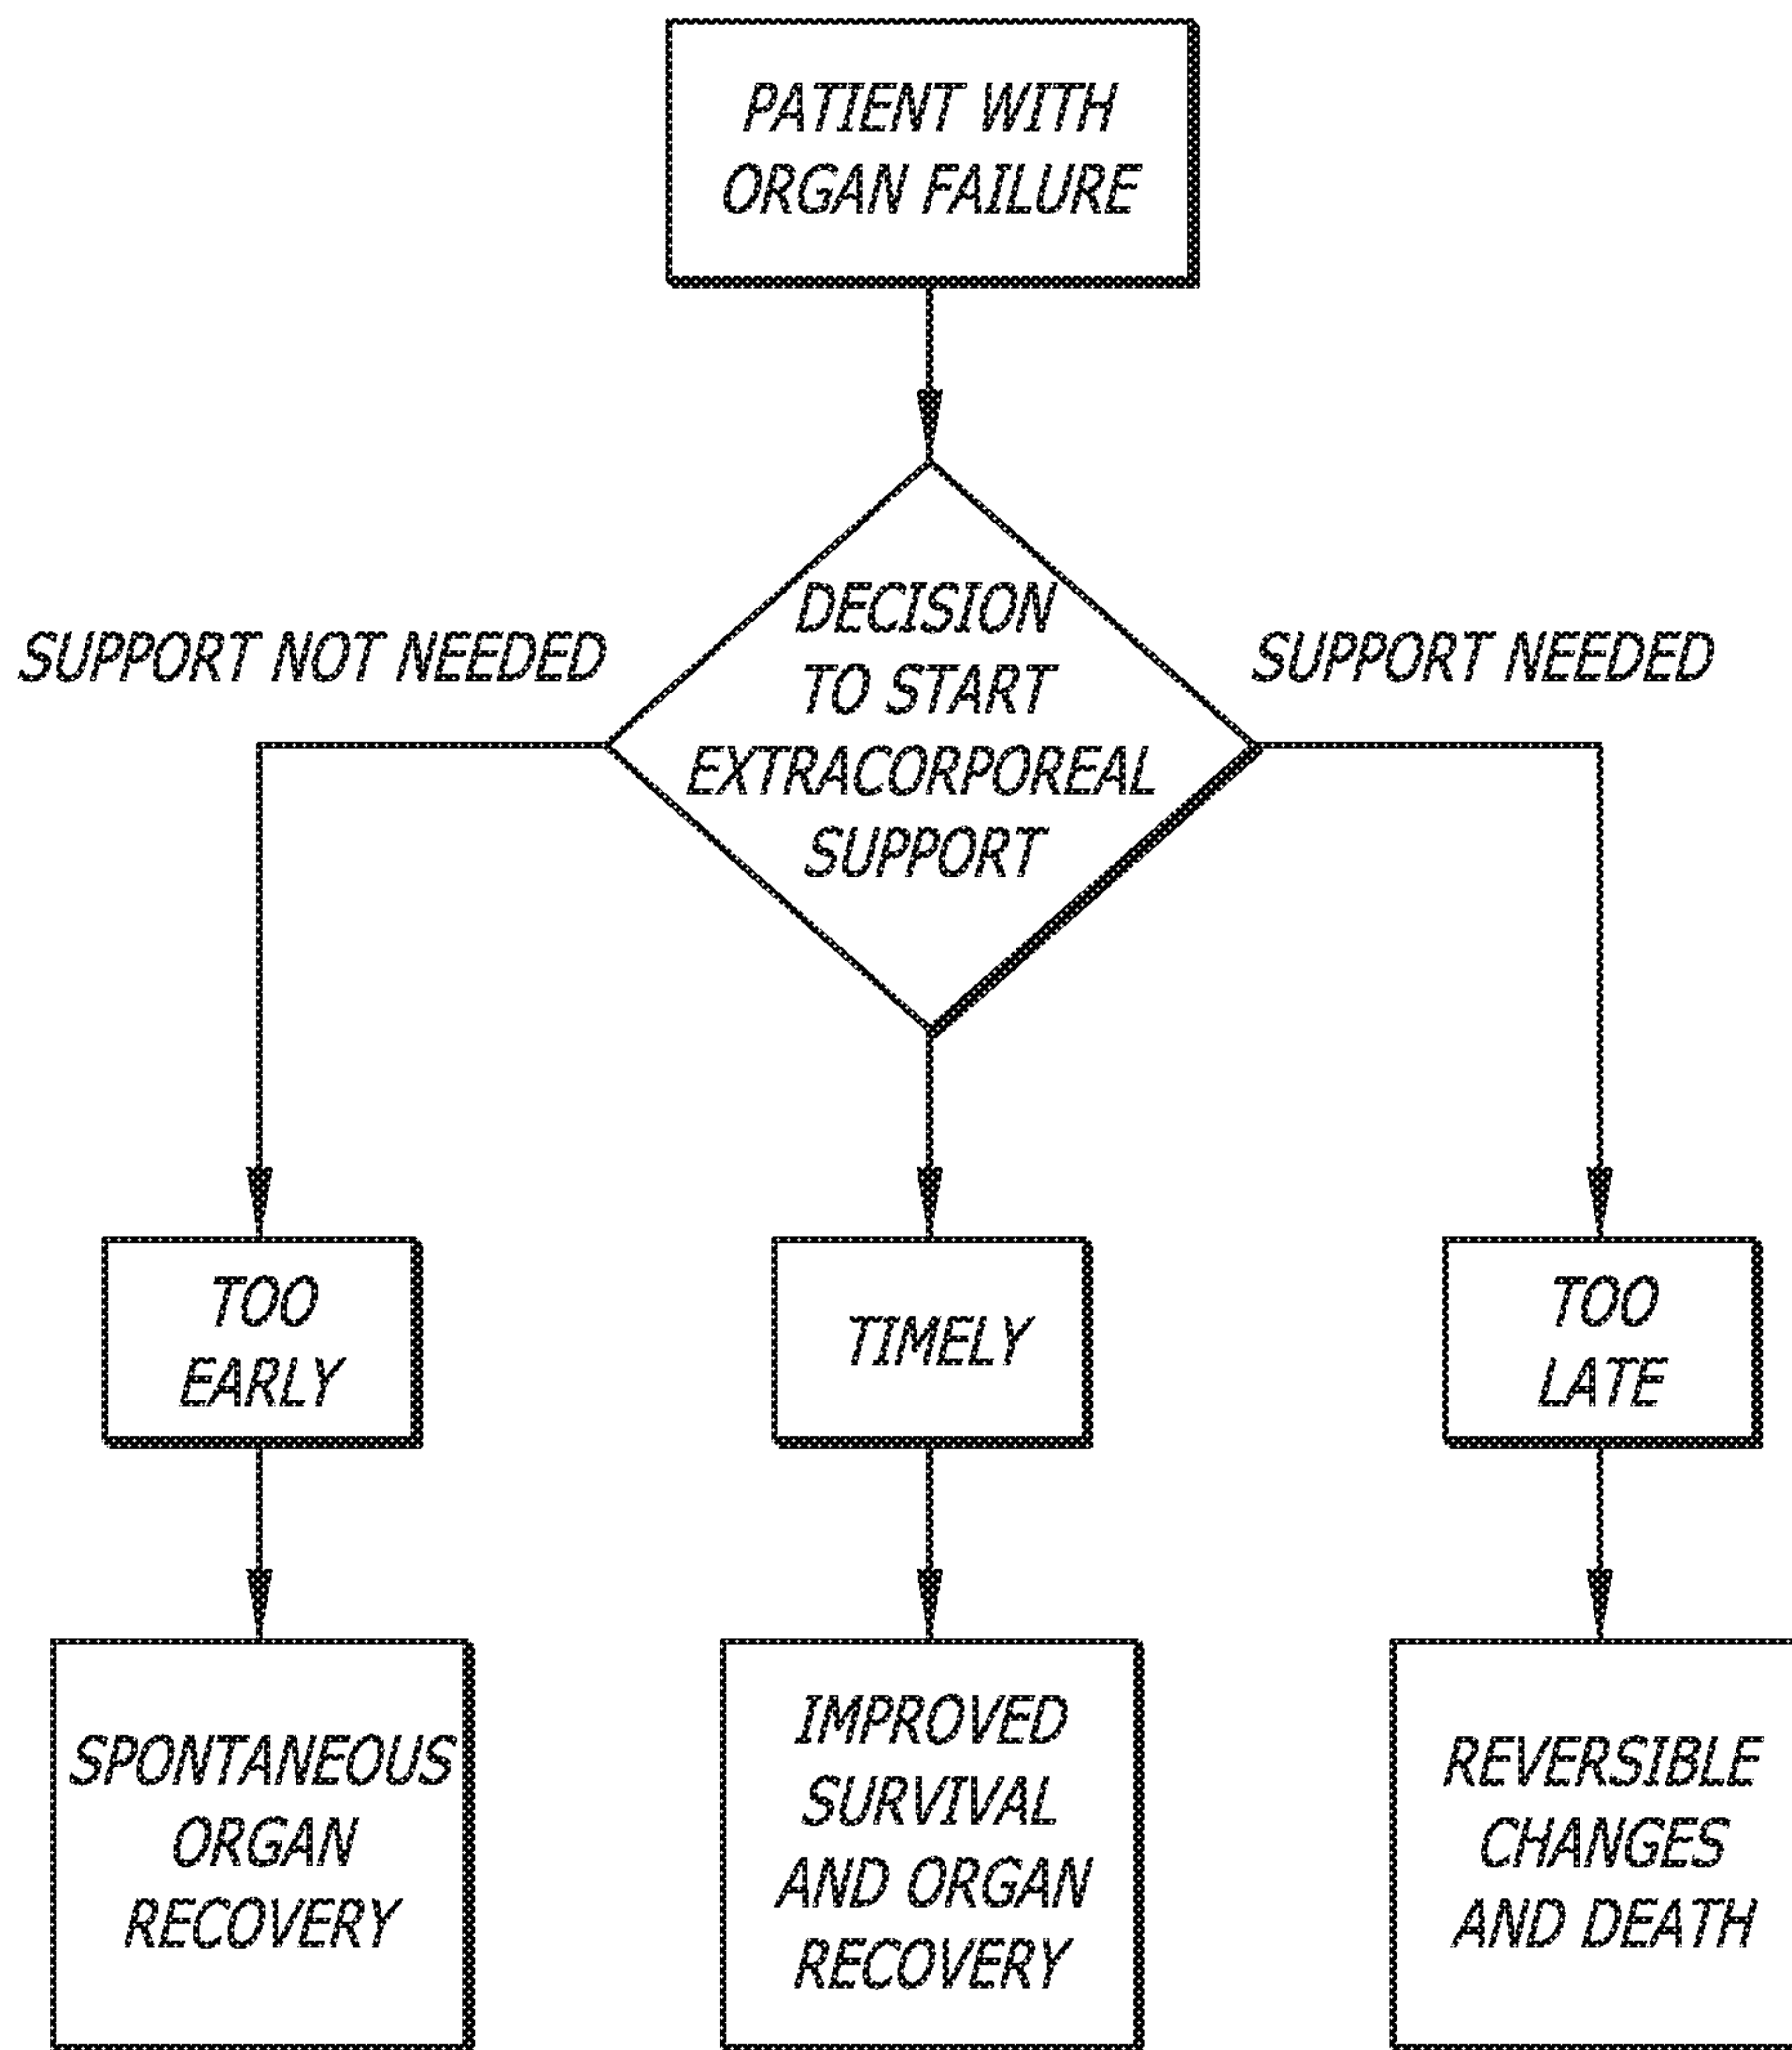 PATIENT WITH
ORGAN FAILURE
DECISION
TO START
EXTRACORPOREAL
SUPPORT
SUPPORT NOT NEEDED
SUPPORT NEEDED
TOO
EARLY
TIMELY
TOO
LATE
SPONTANEOUS
ORGAN
RECOVERY
IMPROVED
SURVIVAL
AND ORGAN
RECOVERY
REVERSIBLE
CHANGES
AND DEATH